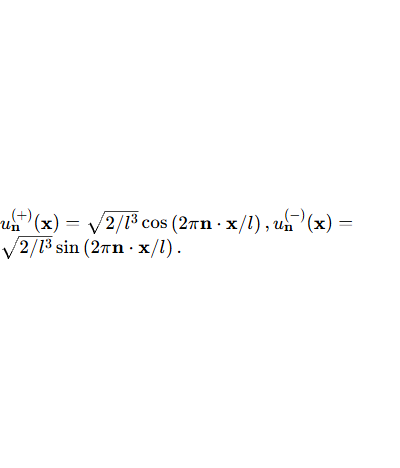 $u_{\mathbf{n}}^{(+)}(\mathbf{x}) = \sqrt{2/l^3} \cos(2\pi \mathbf{n} \cdot \mathbf{x}/l), u_{\mathbf{n}}^{(-)}(\mathbf{x}) =$
$\sqrt{2/l^3} \sin(2\pi \mathbf{n} \cdot \mathbf{x}/l).$